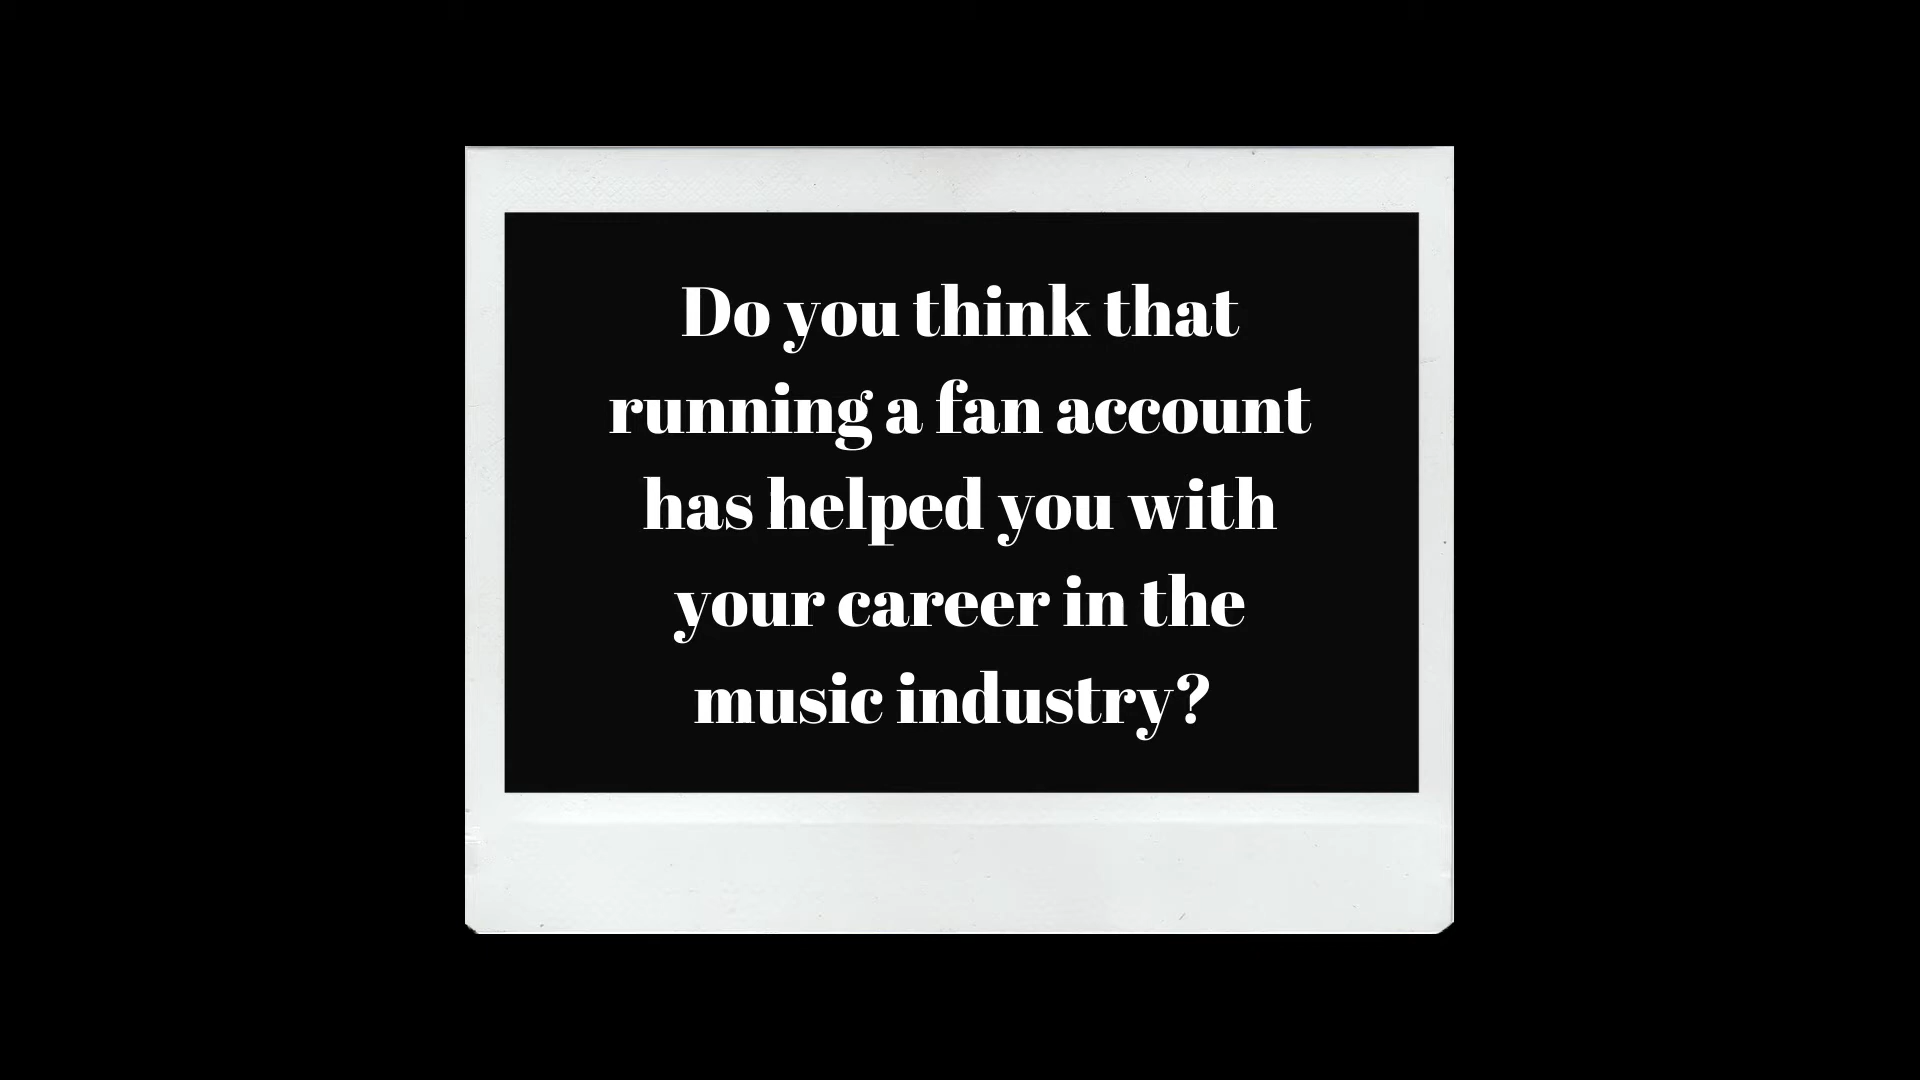 Do you think that
running a fan account
has helped you with
your career in the
music industry?